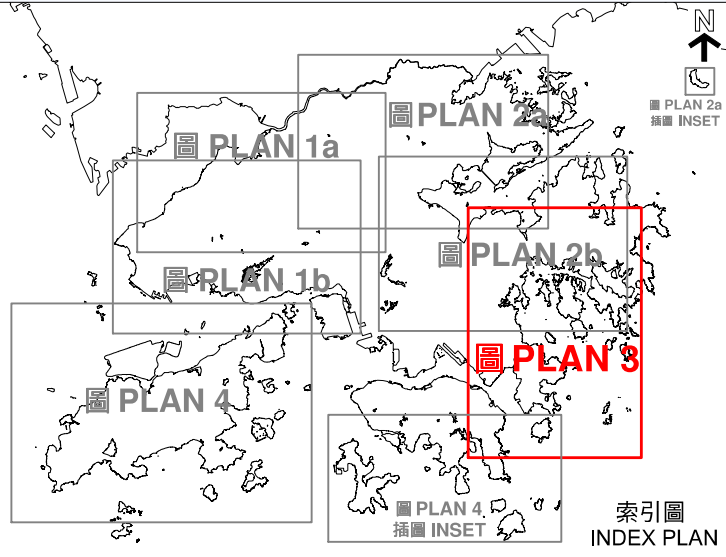 N
圖 PLAN 2a
插圖 INSET
圖 PLAN 2a
圖 PLAN 1a
圖 PLAN 2b
圖 PLAN 1b
圖 PLAN 3
圖 PLAN 4
圖 PLAN 4
插圖 INSET
索引圖
INDEX PLAN